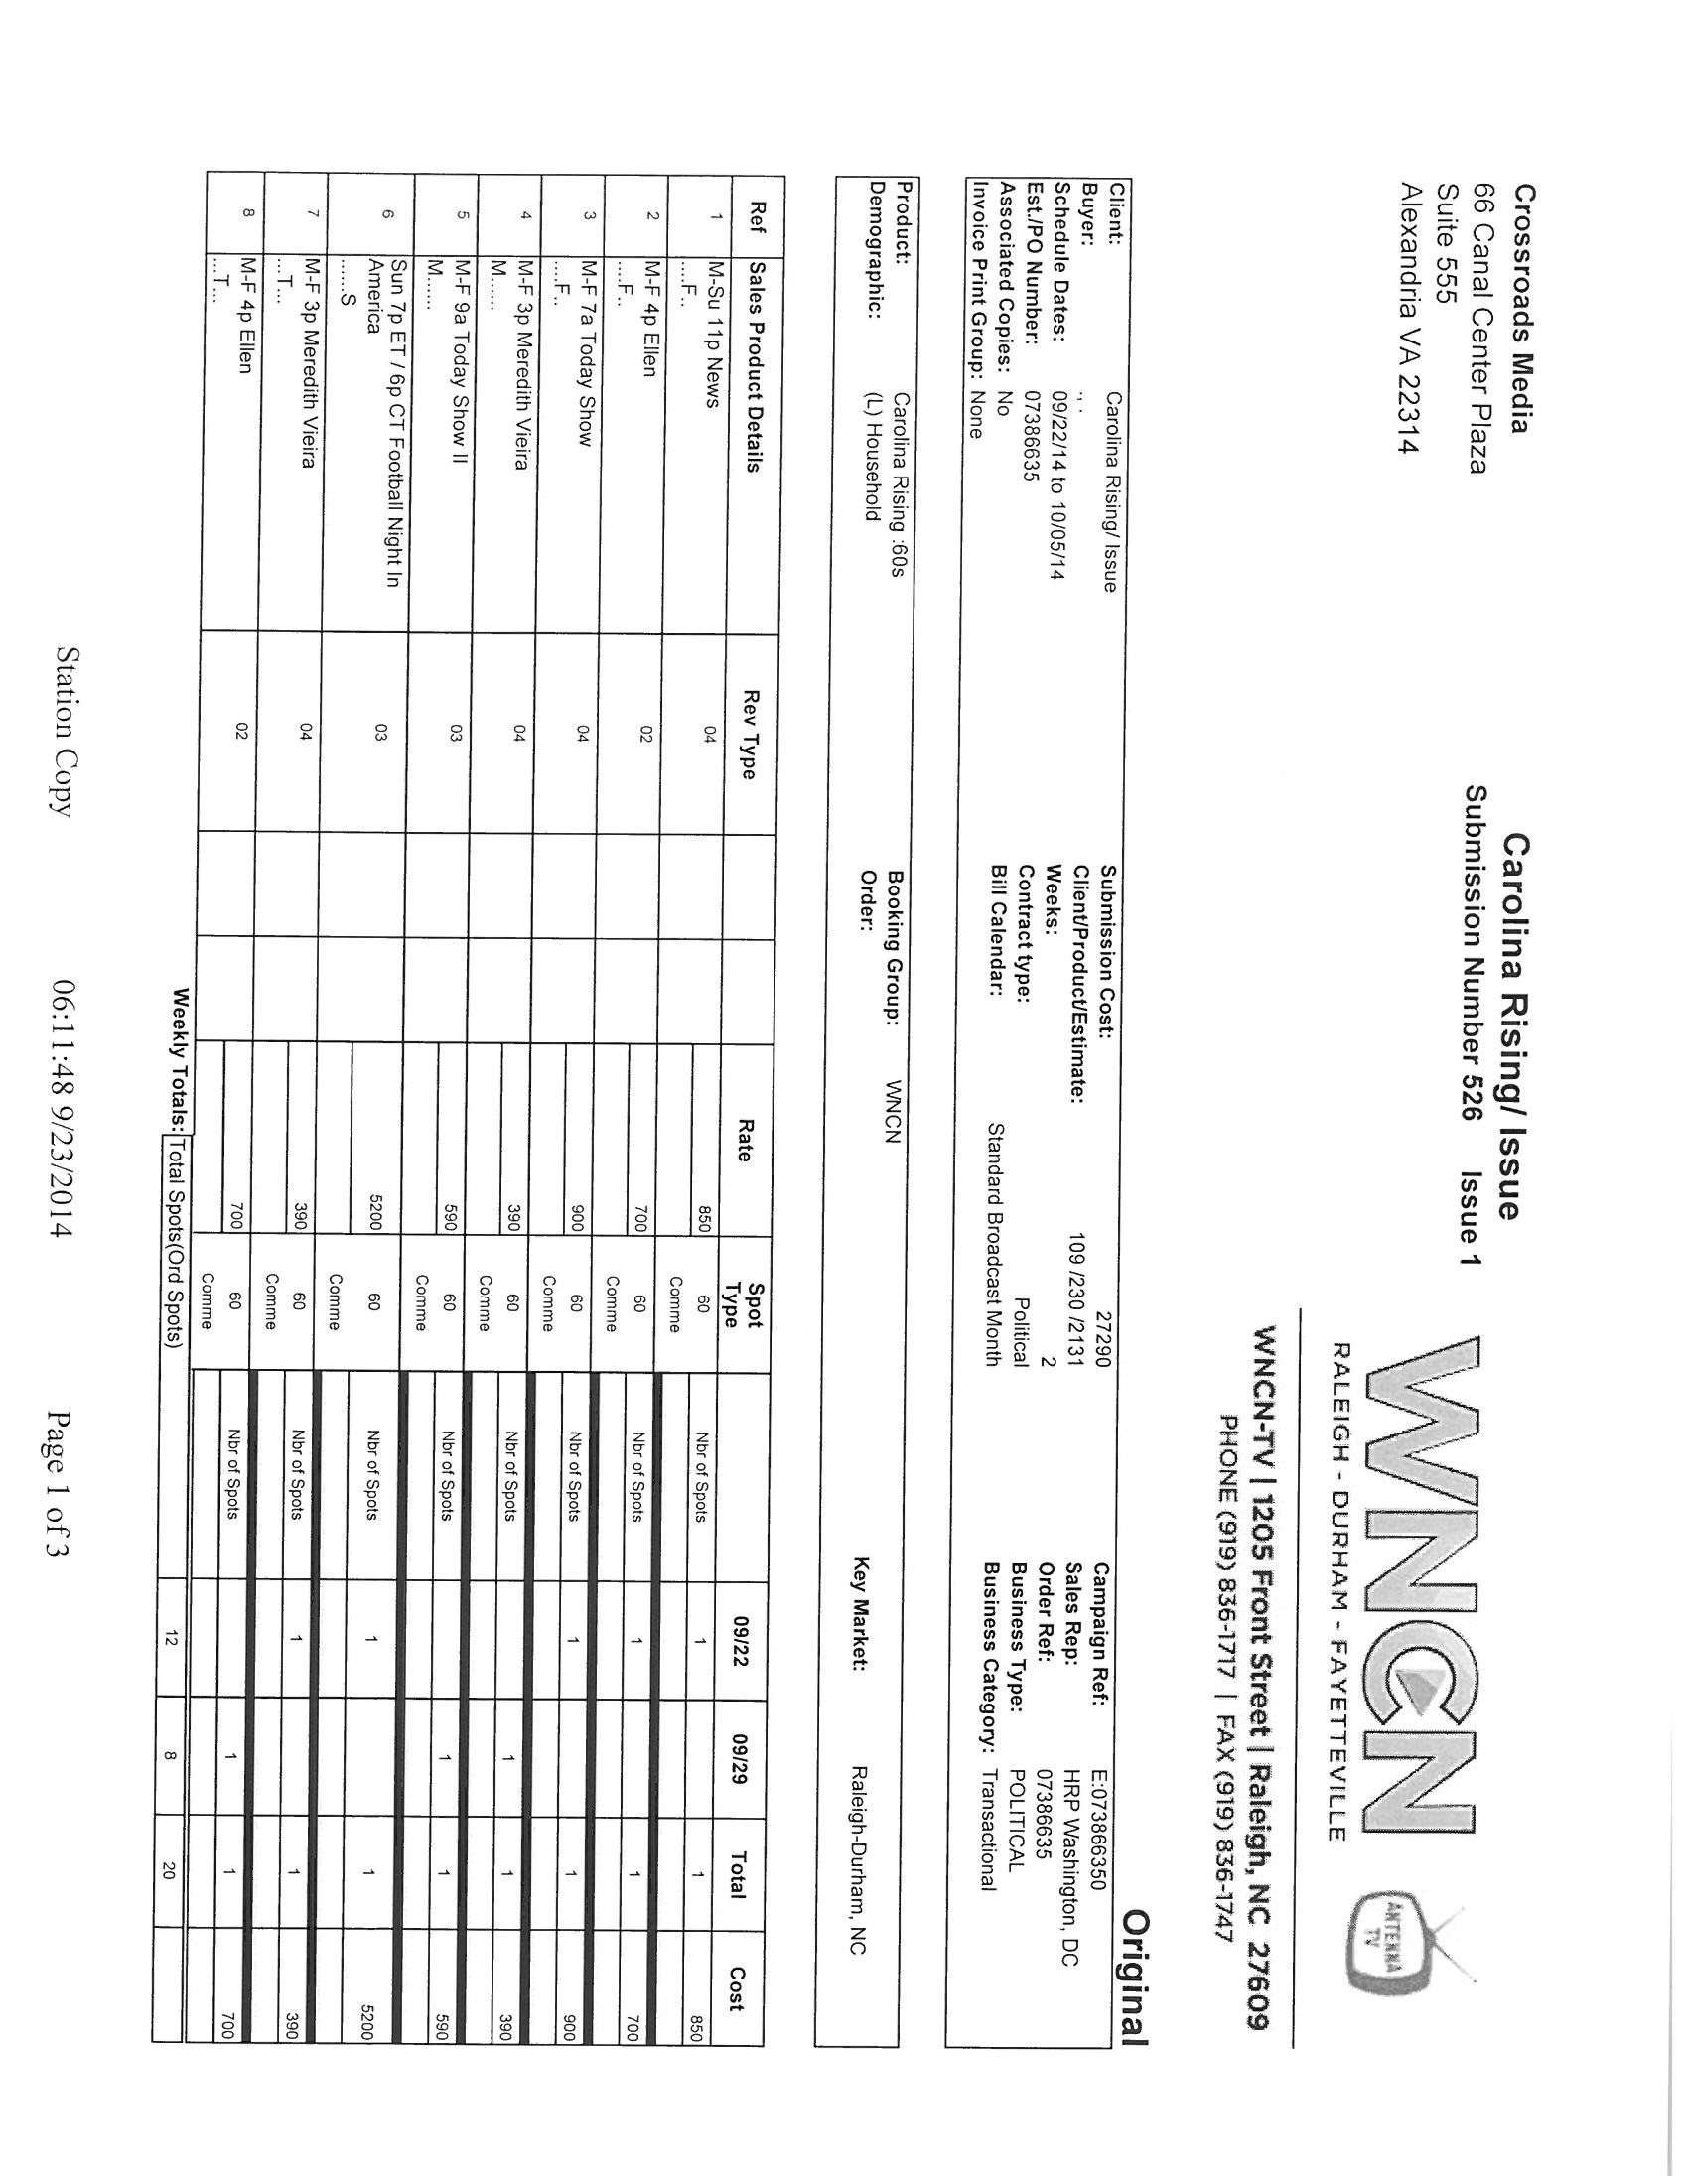 Crossroads Media
66 Canal Center Plaza
Suite 555
Alexandria VA 22314
Carolina Rising/ Issue
Submission Number 526 Issue 1
WNCN
RALEIGH - DURHAM - FAYETTEVILLE
ANTENNA TV
WNCN-TV | 1205 Front Street | Raleigh, NC 27609
PHONE (919) 836-1717 | FAX (919) 836-1747
Original
Client: Carolina Rising/ Issue Submission Cost: 27290 Campaign Ref: E:073866350
Buyer: ., . Client/Product/Estimate: 109 /230 /2131 Sales Rep: HRP Washington, DC
Schedule Dates: 09/22/14 to 10/05/14 Weeks: 2 Order Ref: 07386635
Est./PO Number: 07386635 Contract type: Political Business Type: POLITICAL
Associated Copies: No Bill Calendar: Standard Broadcast Month Business Category: Transactional
Invoice Print Group: None
Product: Carolina Rising :60s Booking Group: WNCN
Demographic: (L) Household Order: Key Market: Raleigh-Durham, NC
Ref Sales Product Details Rev Type Rate Spot Type 09/22 09/29 Total Cost
1 M-Su 11p News 04 850 60 Nbr of Spots 1 1 850
....F.. Comme
2 M-F 4p Ellen 02 700 60 Nbr of Spots 1 1 700
....F.. Comme
3 M-F 7a Today Show 04 900 60 Nbr of Spots 1 1 900
....F.. Comme
4 M-F 3p Meredith Vieira 04 390 60 Nbr of Spots 1 1 390
M...... Comme
5 M-F 9a Today Show II 03 590 60 Nbr of Spots 1 1 590
M...... Comme
6 Sun 7p ET / 6p CT Football Night In 03 5200 60 Nbr of Spots 1 1 5200
America
......S Comme
7 M-F 3p Meredith Vieira 04 390 60 Nbr of Spots 1 1 390
...T... Comme
8 M-F 4p Ellen 02 700 60 Nbr of Spots 1 1 700
...T... Comme
Weekly Totals: Total Spots(Ord Spots) 12 8 20
Station Copy 06:11:48 9/23/2014 Page 1 of 3